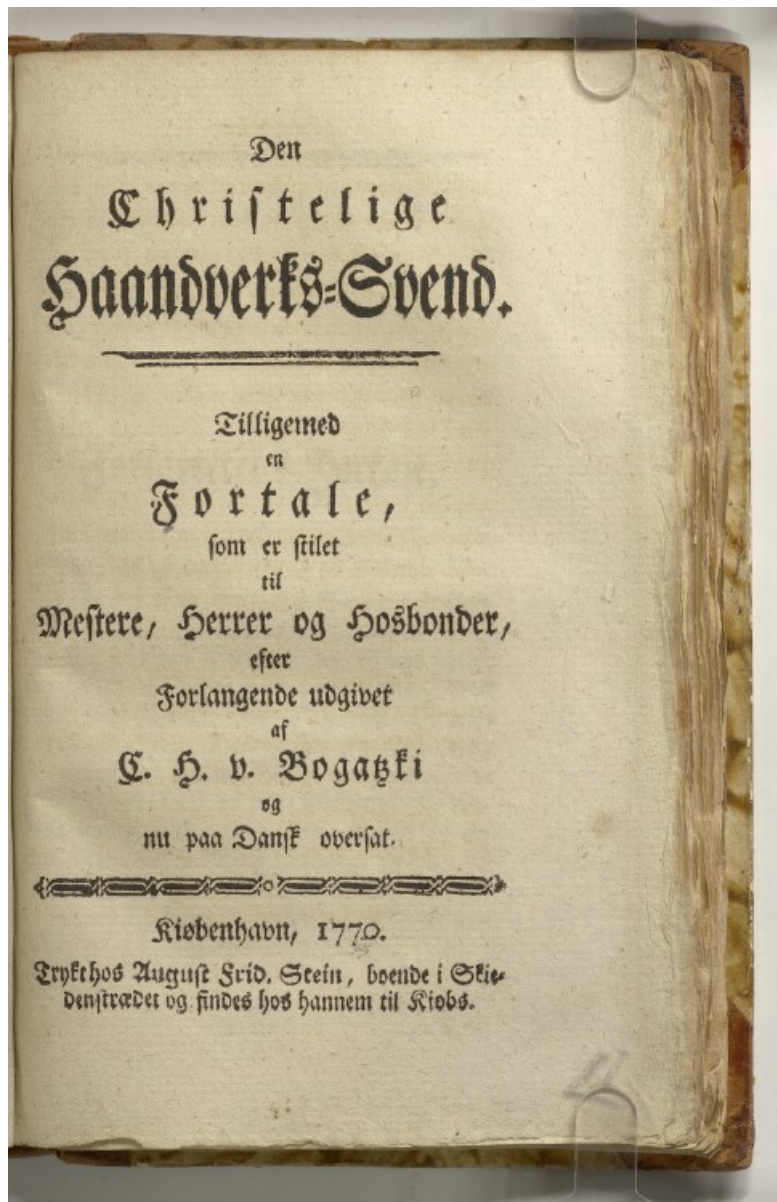 Den
Christelige
Haandverks-Svend.
Tilligemed
en
Fortale,
som er stilet
til
Mestere, Herrer og Hosbonder,
efter
Forlangende udgivet
af
C. H. v. Bogatzki
og
nu paa Dansk oversat.
Kiøbenhavn, 1770.
Trykt hos August Frid. Stein, boende i Skie-
denstrædet og findes hos hannem til Kiøbs.